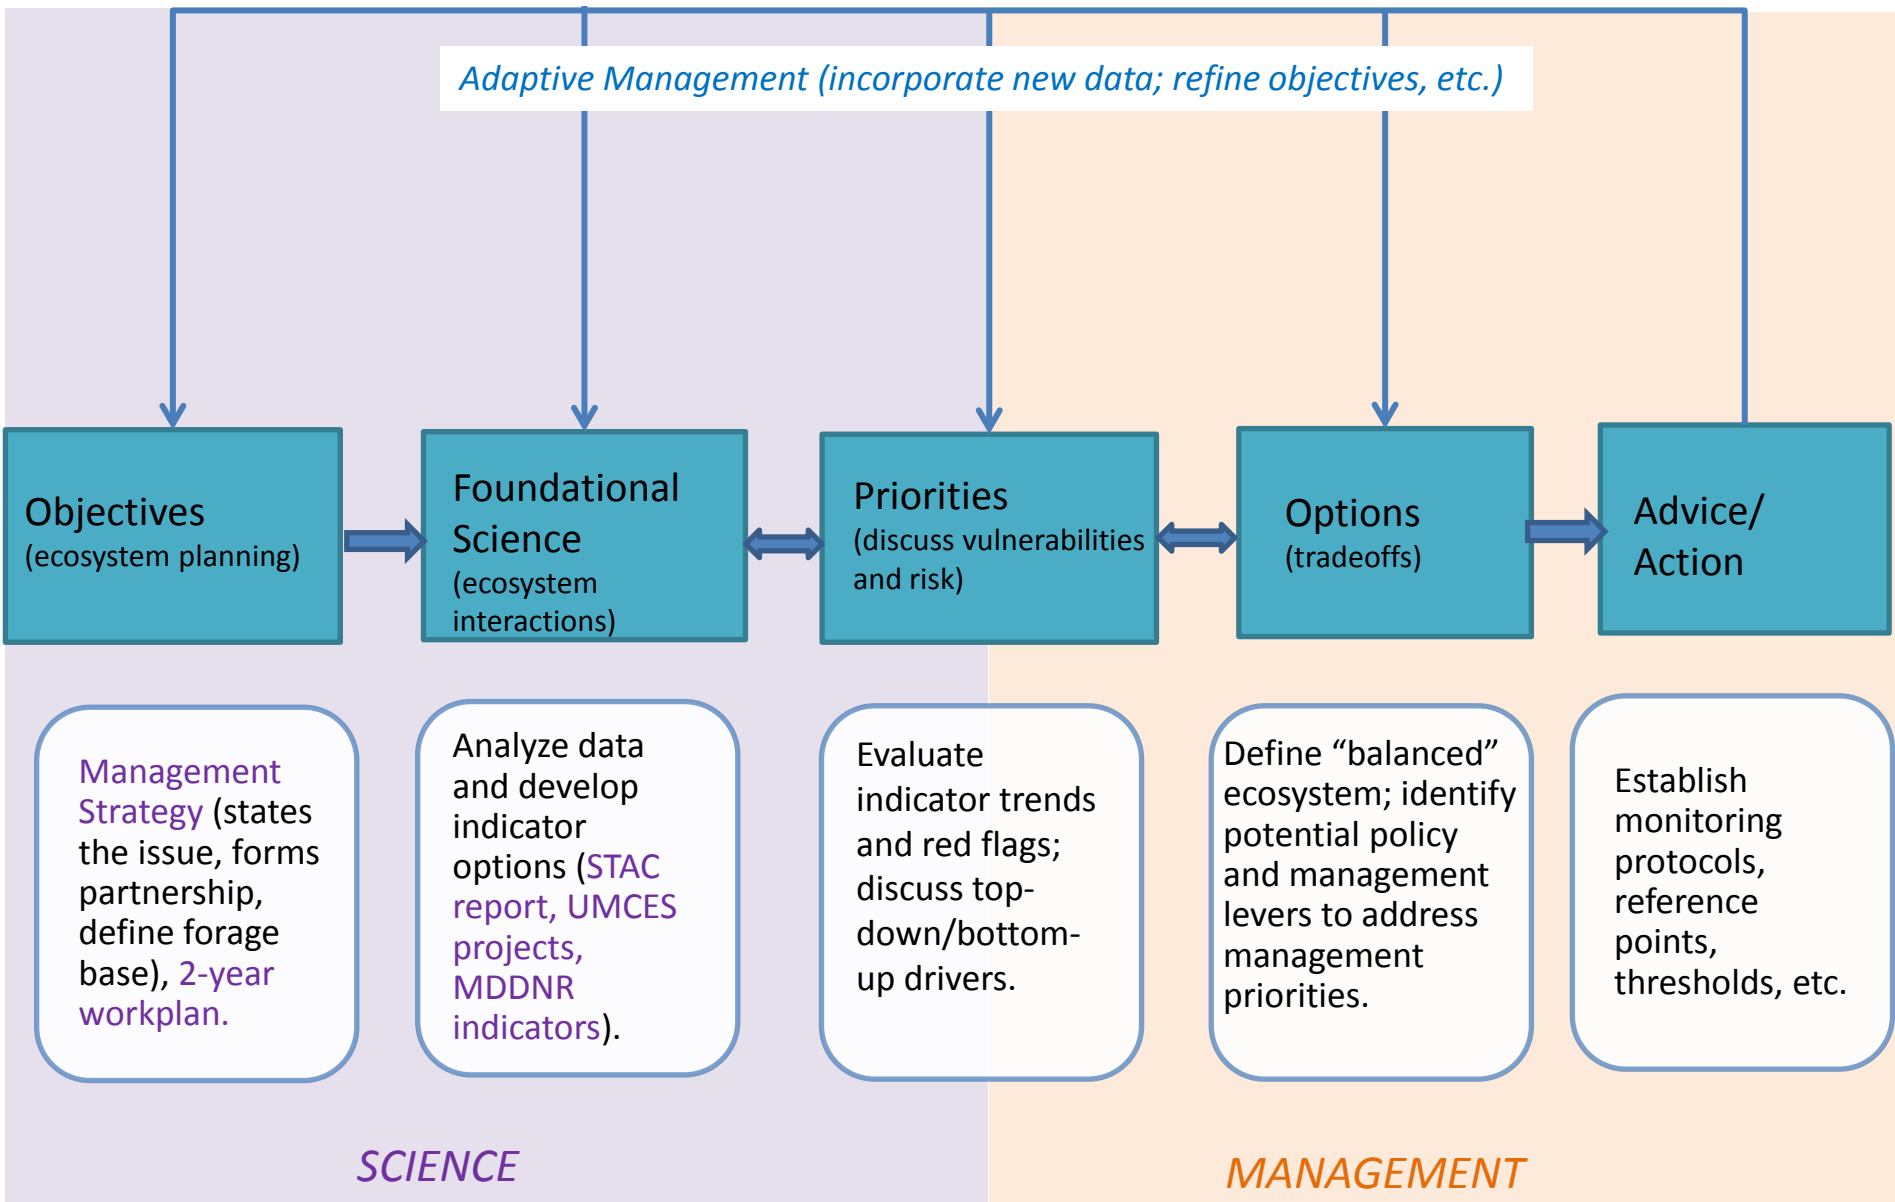 Adaptive Management (incorporate new data; refine objectives, etc.)
Objectives
(ecosystem planning)
Foundational
Science
(ecosystem
interactions)
Priorities
(discuss vulnerabilities
and risk)
Options
(tradeoffs)
Advice/
Action
Management
Strategy (states
the issue, forms
partnership,
define forage
base), 2-year
workplan.
Analyze data
and develop
indicator
options (STAC
report, UMCES
projects,
MDDNR
indicators).
Evaluate
indicator trends
and red flags;
discuss top-
down/bottom-
up drivers.
Define “balanced”
ecosystem; identify
potential policy
and management
levers to address
management
priorities.
Establish
monitoring
protocols,
reference
points,
thresholds, etc.
SCIENCE
MANAGEMENT